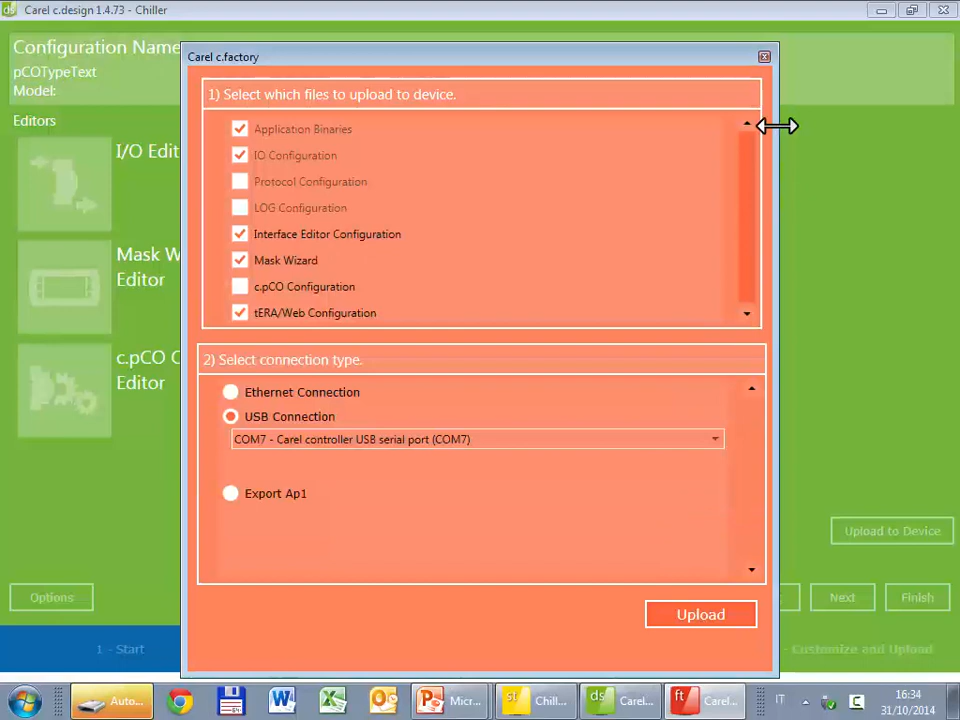 Carel c.design 1.4.73 - Chiller
Configuration Name
pCOTypeText
Model:
Editors
I/O Edit
Mask W
Editor
c.pCO C
Editor
Carel c.factory
1) Select which files to upload to device.
Application Binaries
IO Configuration
Protocol Configuration
LOG Configuration
Interface Editor Configuration
Mask Wizard
c.pCO Configuration
tERA/Web Configuration
2) Select connection type.
Ethernet Connection
USB Connection
COM7 - Carel controller USB serial port (COM7)
Export Ap1
Upload
Upload to Device
Options
Next
Finish
1 - Start
- Customize and Upload
Auto...
Micr...
st
Chill...
ds
Carel...
ft
Carel...
IT
16:34
31/10/2014